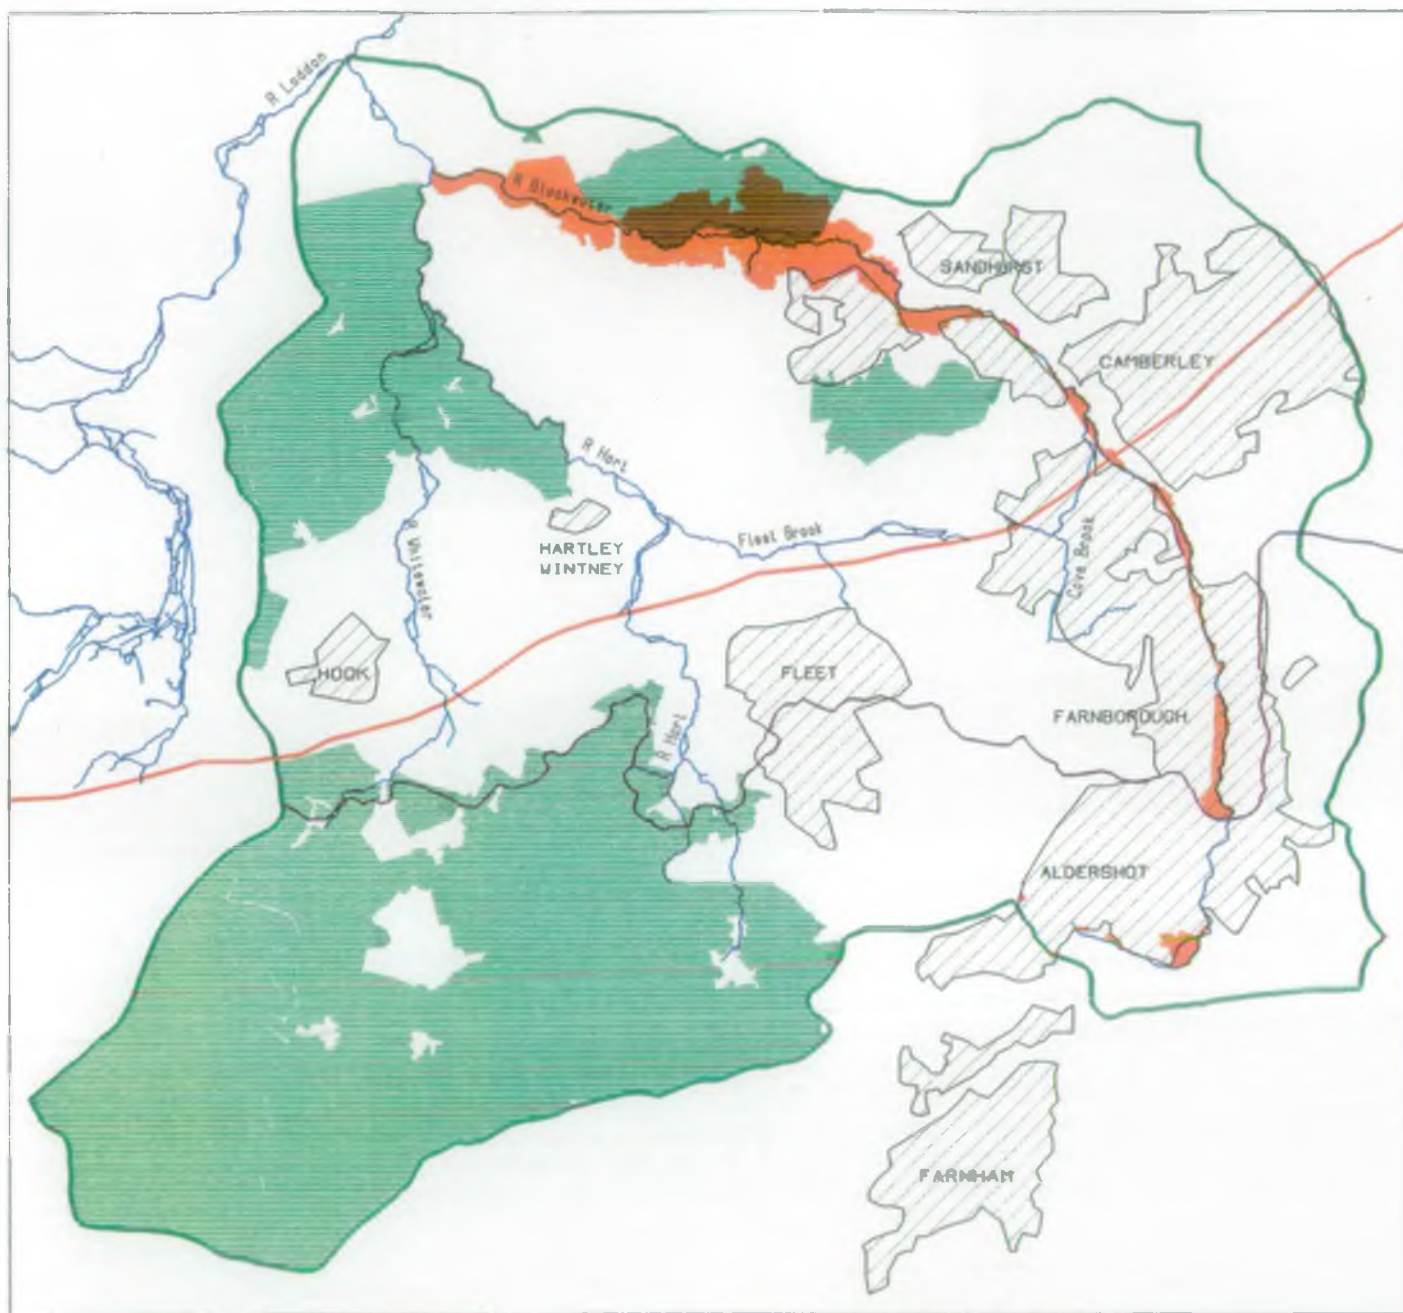 R Loddon
R Blackwater
SANDHURST
CAMBERLEY
R Hart
Fleet Brook
Cove Brook
HARTLEY
WINTNEY
R Whitewater
HOOK
FLEET
FARNBOROUGH
R Hart
ALDERSHOT
FARNHAM